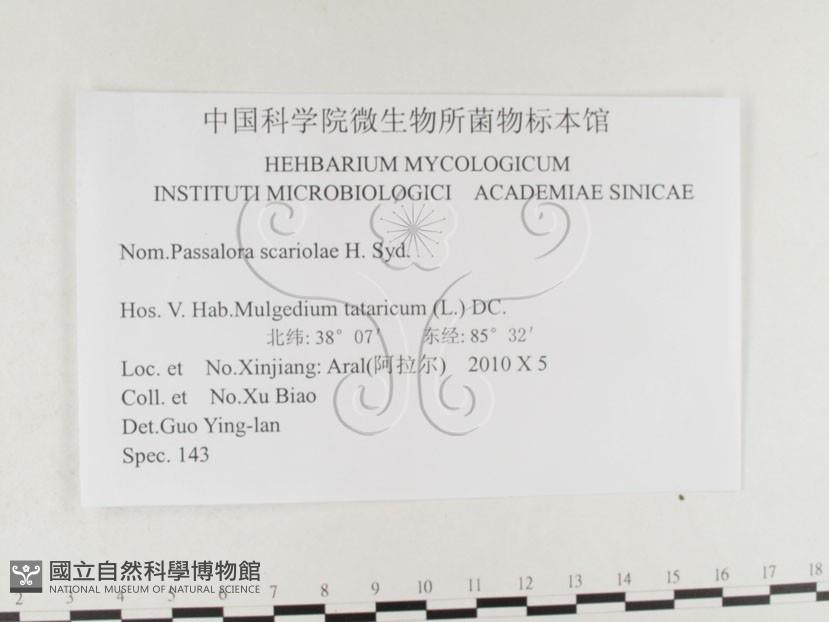 中国科学院微生物所菌物标本馆
HEHBARIUM MYCOLOGICUM
INSTITUTI MICROBIOLOGICI ACADEMIAE SINICAE
Nom.Passalora scariolae H. Syd.
Hos. V. Hab.Mulgedium tataricum (L.) DC.
北纬: 38° 07′ 东经: 85° 32′
Loc. et No.Xinjiang: Aral(阿拉尔) 2010 X 5
Coll. et No.Xu Biao
Det.Guo Ying-lan
Spec. 143
國立自然科學博物館
NATIONAL MUSEUM OF NATURAL SCIENCE
2 3 4 5 6 7 8 9 10 11 12 13 14 15 16 17 18